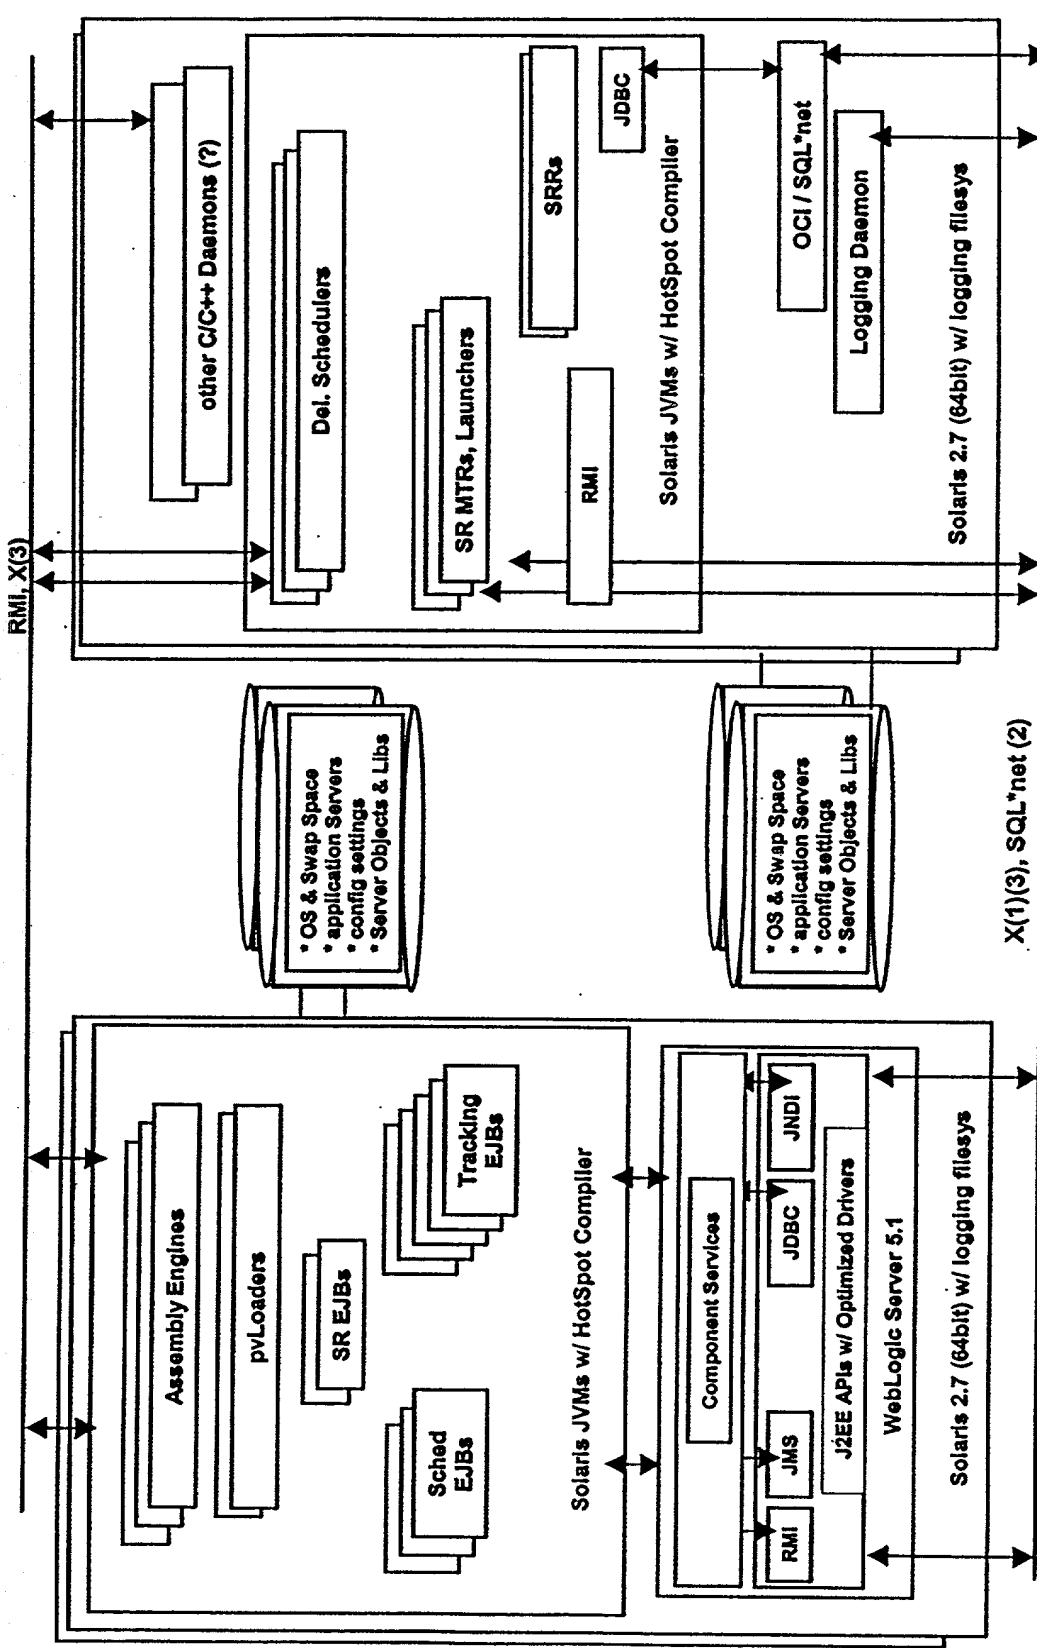 RMI, X(3)
Assembly Engines
pvLoaders
SR EJBs
Sched
EJBs
Tracking
EJBs
Solaris JVMs w/ HotSpot Compiler
Component Services
RMI
JMS
JDBC
JNDI
J2EE APIs w/ Optimized Drivers
WebLogic Server 5.1
Solaris 2.7 (64bit) w/ logging filesys
* OS & Swap Space
* application Servers
* config settings
* Server Objects & Libs
* OS & Swap Space
* application Servers
* config settings
* Server Objects & Libs
X(1)(3), SQL*net (2)
other C/C++ Daemons (?)
Del. Schedulers
SR MTRs, Launchers
SRRs
RMI
JDBC
Solaris JVMs w/ HotSpot Compiler
OCI / SQL*net
Logging Daemon
Solaris 2.7 (64bit) w/ logging filesys